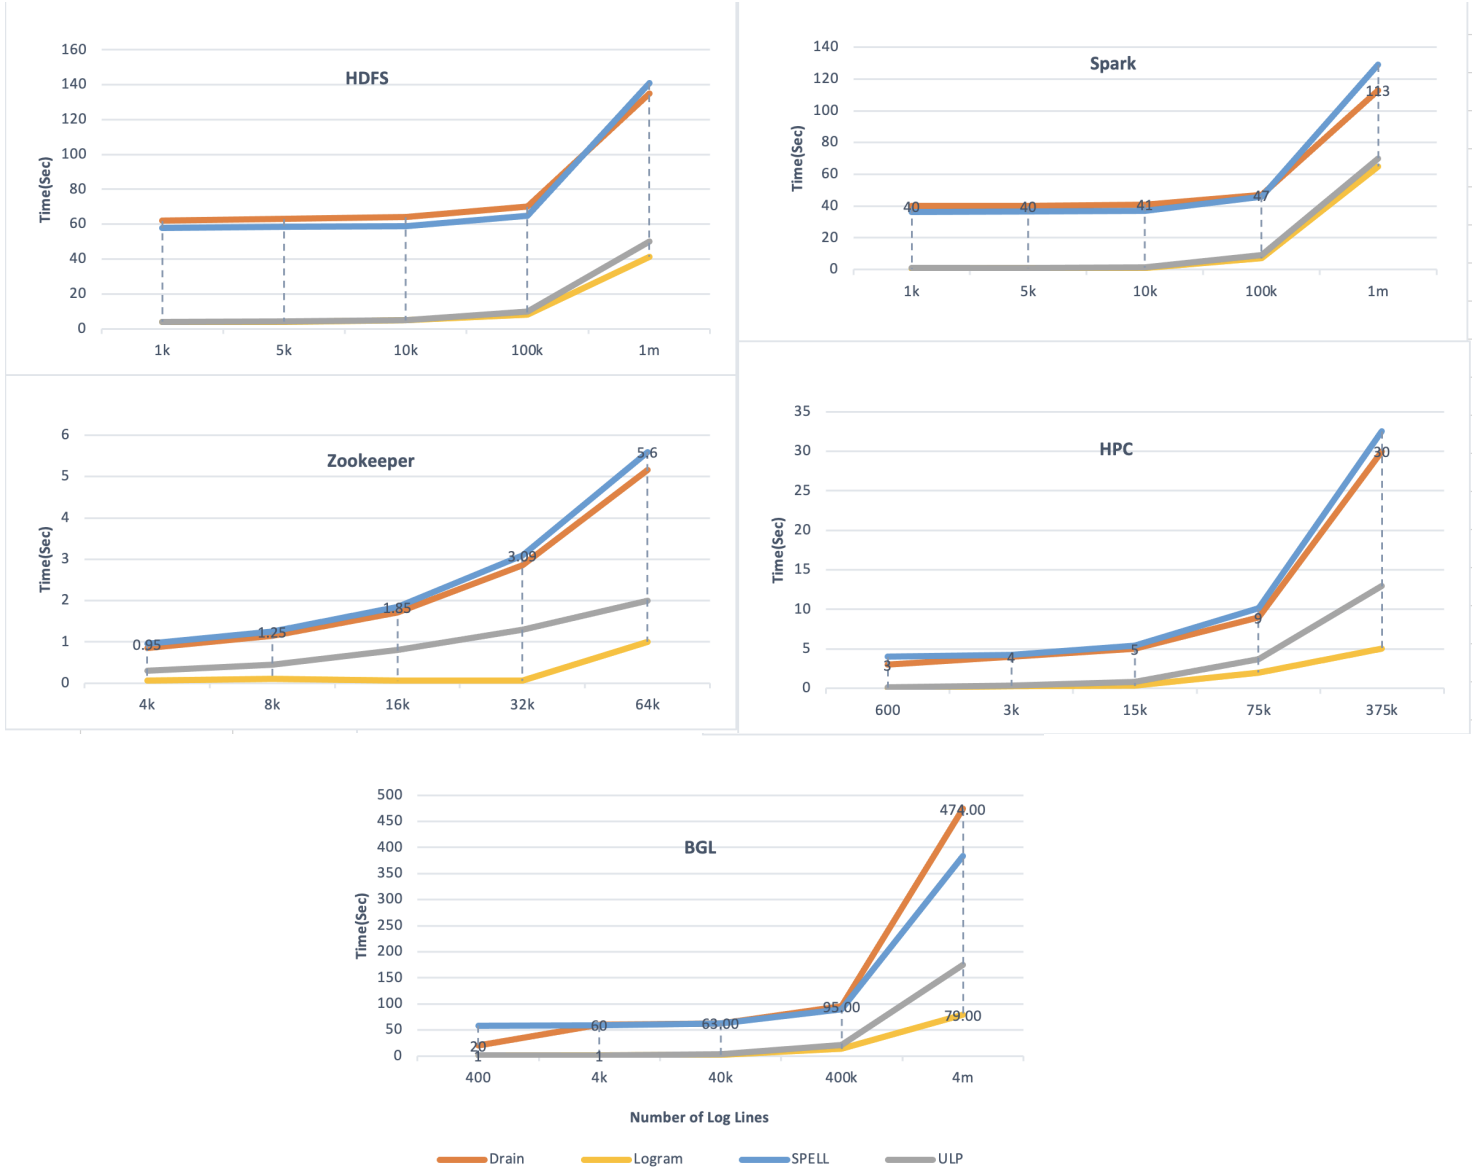 HDFS
160
140
120
100
80
60
40
20
0
Time(Sec)
1k 5k 10k 100k 1m
Spark
140
120
100
80
60
40
20
0
Time(Sec)
40 40 41 47 113
1k 5k 10k 100k 1m
Zookeeper
6
5
4
3
2
1
0
Time(Sec)
0.95 1.25 1.85 3.09 5.6
4k 8k 16k 32k 64k
HPC
35
30
25
20
15
10
5
0
Time(Sec)
3 4 5 9 30
600 3k 15k 75k 375k
BGL
500
450
400
350
300
250
200
150
100
50
0
Time(Sec)
20 60 63.00 95.00 474.00
1 1 79.00
400 4k 40k 400k 4m
Number of Log Lines
Drain Logram SPELL ULP